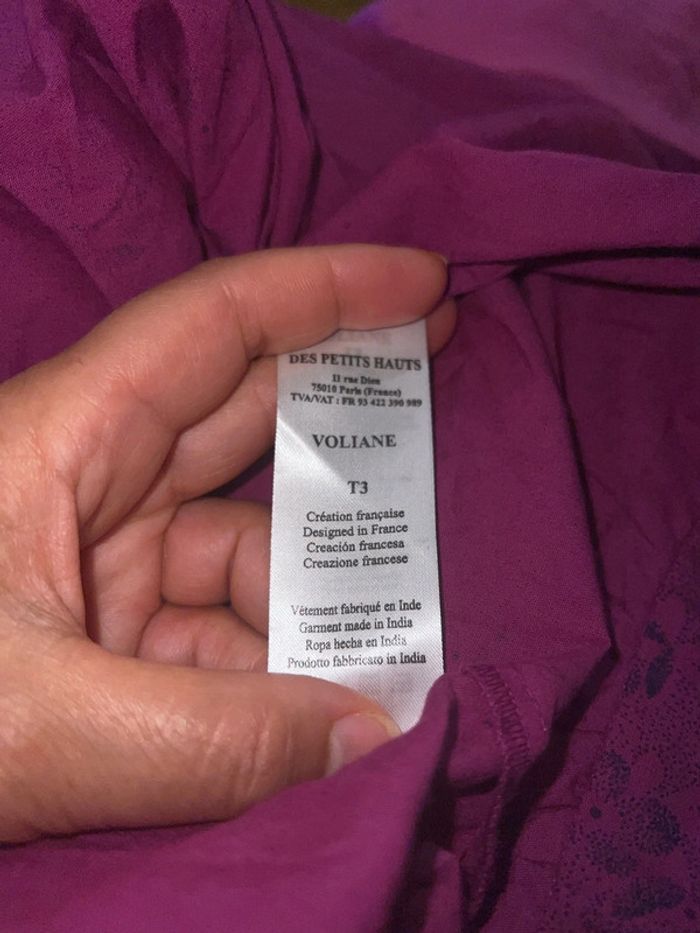 DES PETITS HAUTS
11 rue Dieu
75010 Paris (France)
TVA/VAT : FR 93 422 390 989
VOLIANE
T3
Création française
Designed in France
Creación francesa
Creazione francese
Vêtement fabriqué en Inde
Garment made in India
Ropa hecha en India
Prodotto fabbricato in India